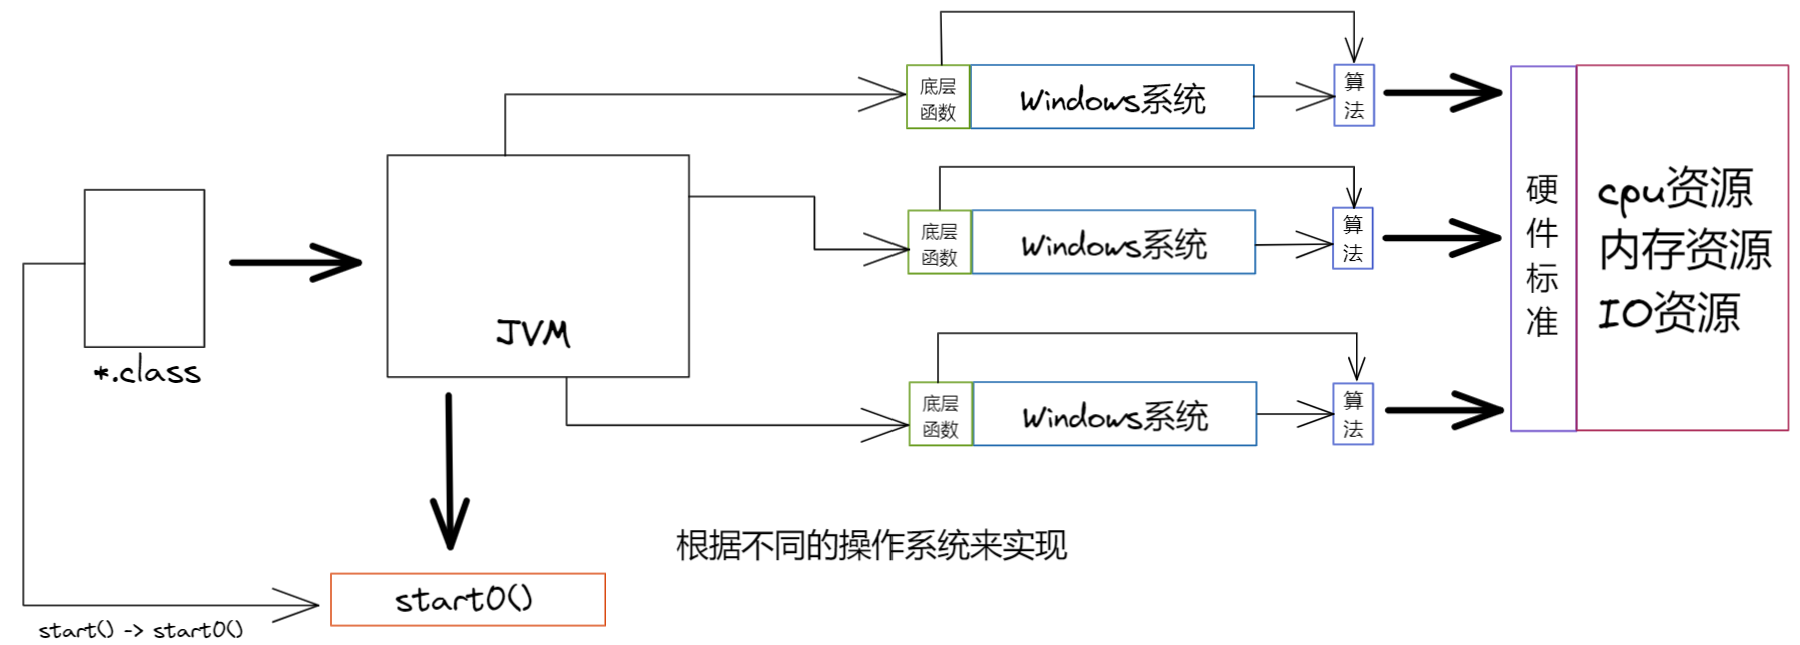 底层
函数
Windows系统
算
法
底层
函数
Windows系统
算
法
底层
函数
Windows系统
算
法
硬
件
标
准
cpu资源
内存资源
IO资源
JVM
*.class
根据不同的操作系统来实现
start0()
start() -> start0()